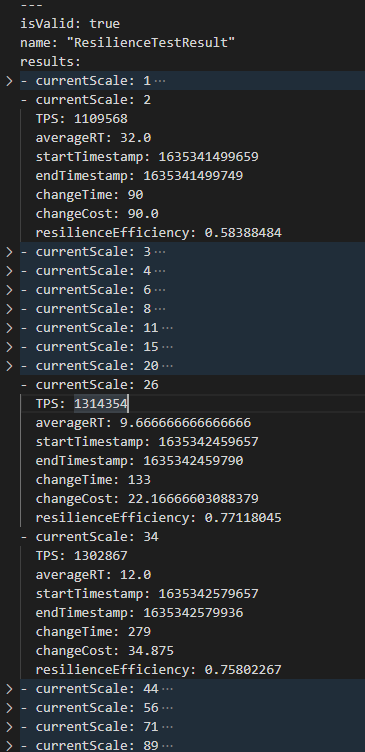 ---
isValid: true
name: "ResilienceTestResult"
results:
- currentScale: 1 ···
- currentScale: 2
TPS: 1109568
averageRT: 32.0
startTimestamp: 1635341499659
endTimestamp: 1635341499749
changeTime: 90
changeCost: 90.0
resilienceEfficiency: 0.58388484
- currentScale: 3 ···
- currentScale: 4 ···
- currentScale: 6 ···
- currentScale: 8 ···
- currentScale: 11 ···
- currentScale: 15 ···
- currentScale: 20 ···
- currentScale: 26
TPS: 1314354
averageRT: 9.666666666666666
startTimestamp: 1635342459657
endTimestamp: 1635342459790
changeTime: 133
changeCost: 22.16666603088379
resilienceEfficiency: 0.77118045
- currentScale: 34
TPS: 1302867
averageRT: 12.0
startTimestamp: 1635342579657
endTimestamp: 1635342579936
changeTime: 279
changeCost: 34.875
resilienceEfficiency: 0.75802267
- currentScale: 44 ···
- currentScale: 56 ···
- currentScale: 71 ···
- currentScale: 89 ···